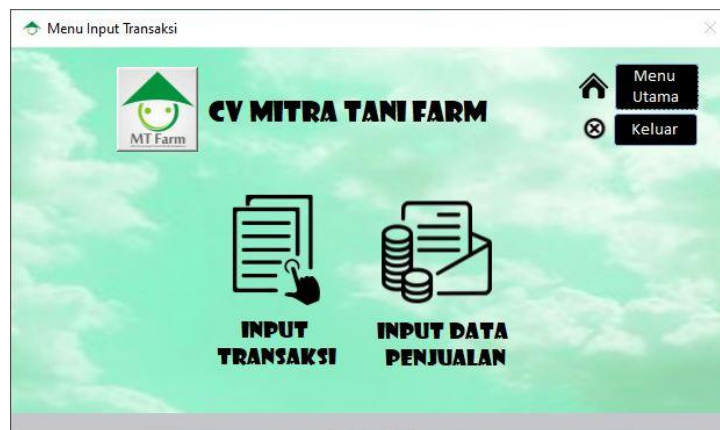 Menu Input Transaksi
Menu
Utama
CV MITRA TANI FARM
MT Farm
Keluar
INPUT
TRANSAKSI
INPUT DATA
PENJUALAN